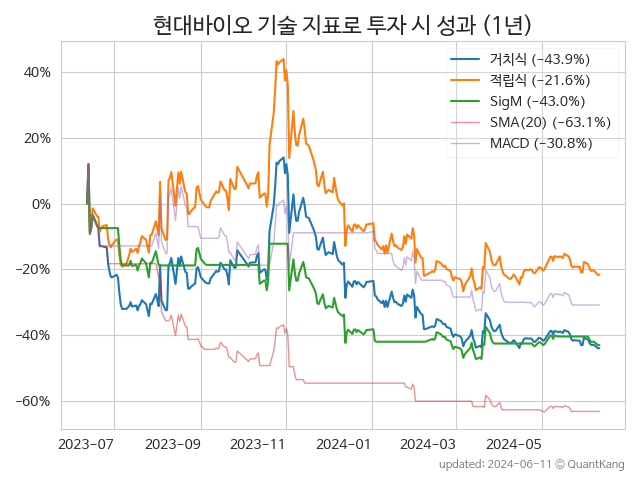 현대바이오 기술 지표로 투자 시 성과 (1년)
거치식 (−43.9%)
적립식 (−21.6%)
SigM (−43.0%)
SMA(20) (−63.1%)
MACD (−30.8%)
40%
20%
0%
−20%
−40%
−60%
2023−07 2023−09 2023−11 2024−01 2024−03 2024−05
updated: 2024-06-11 © QuantKang